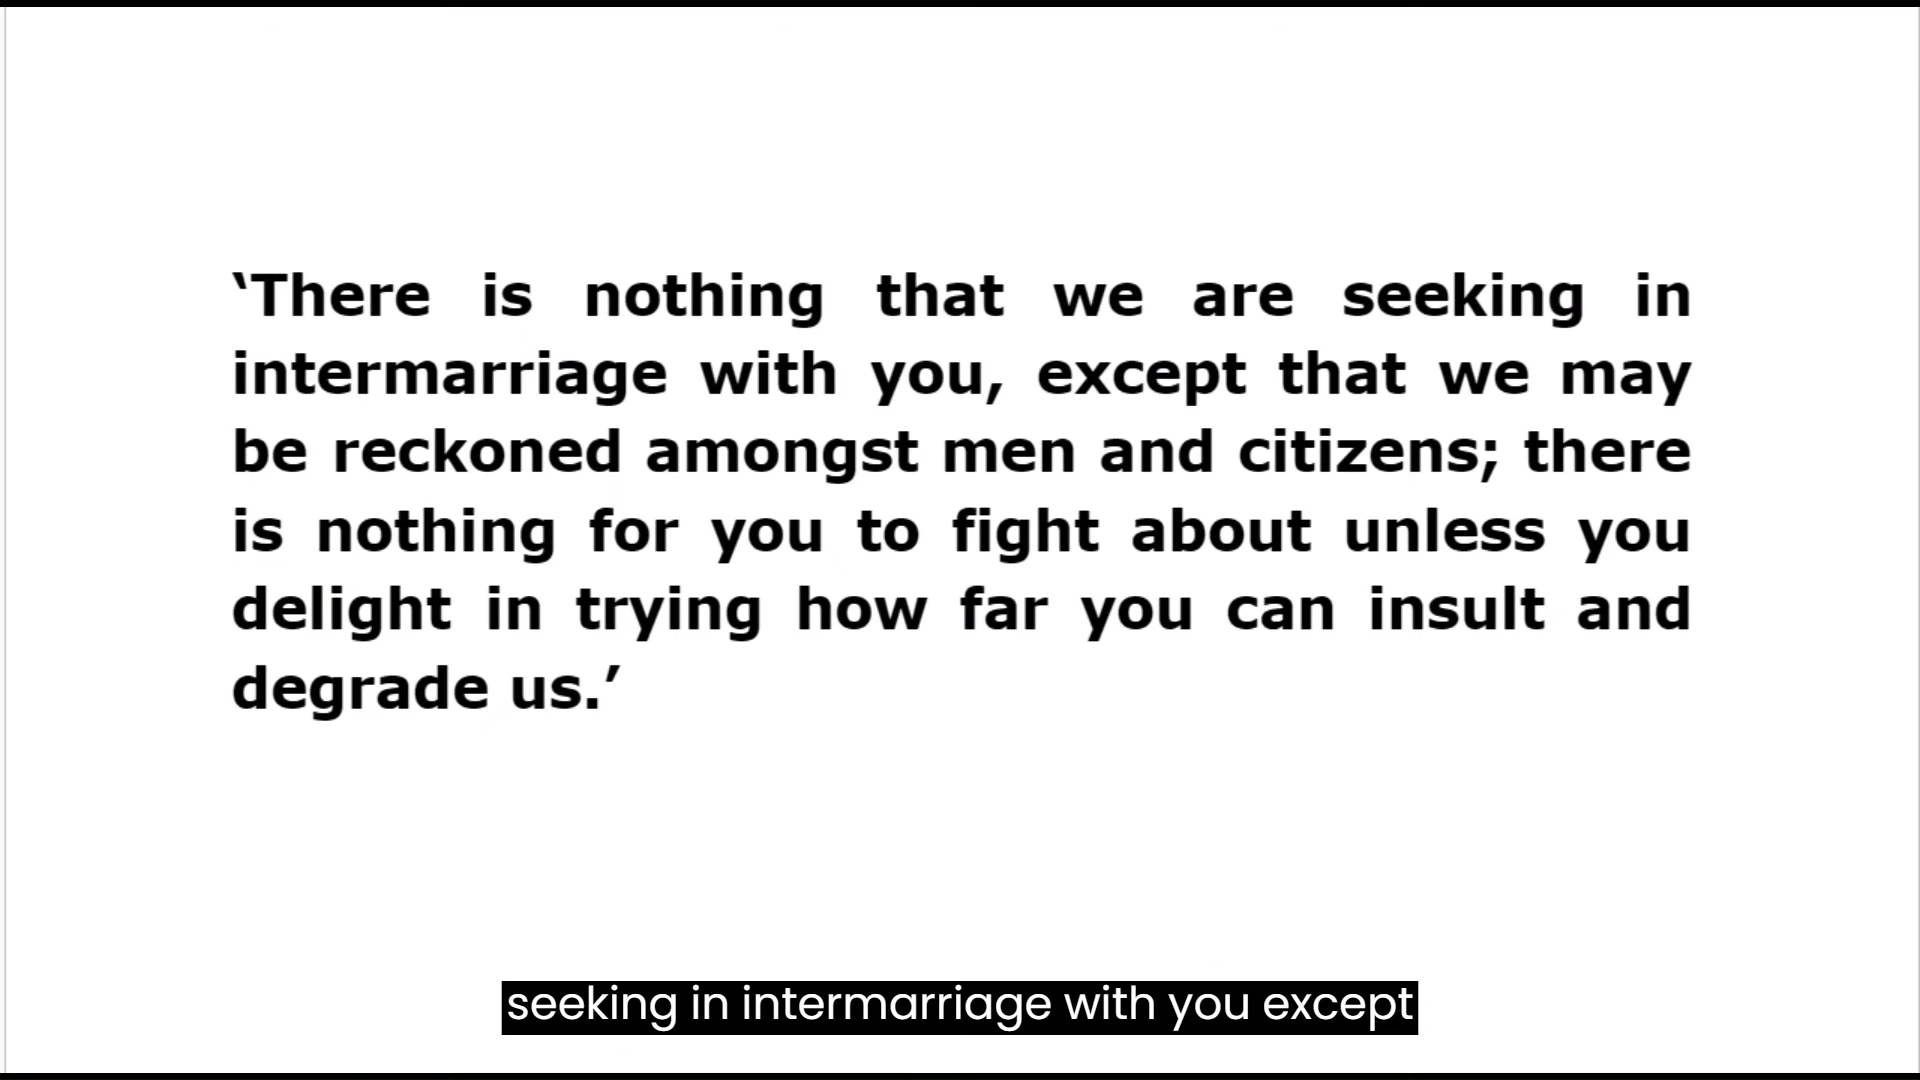 ‘There is nothing that we are seeking in
intermarriage with you, except that we may
be reckoned amongst men and citizens; there
is nothing for you to fight about unless you
delight in trying how far you can insult and
degrade us.’
seeking in intermarriage with you except